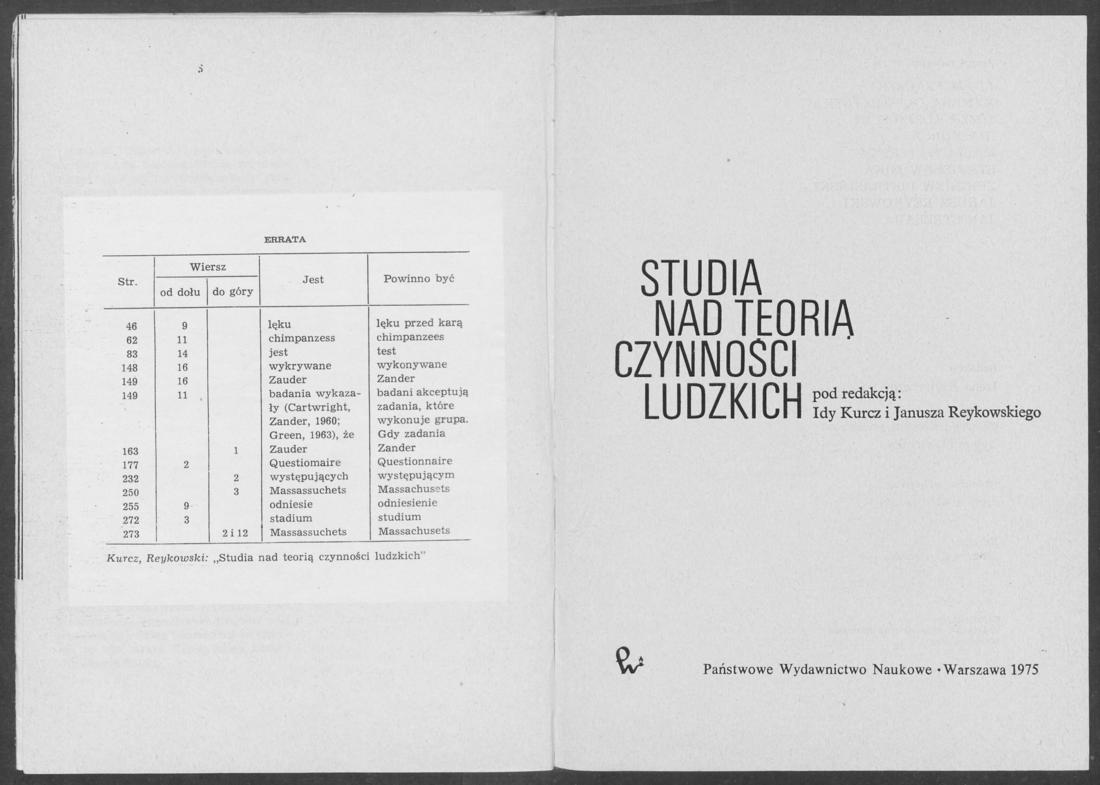 ERRATA
Str. Wiersz Jest Powinno być
od dołu do góry
46 9 lęku lęku przed karą
62 11 chimpanzess chimpanzees
83 14 jest test
148 16 wykrywane wykonywane
149 16 Zauder Zander
149 11 badania wykaza- badani akceptują
ły (Cartwright, zadania, które
Zander, 1960; wykonuje grupa.
Green, 1963), że Gdy zadania
163 1 Zauder Zander
177 2 Questiomaire Questionnaire
232 2 występujących występującym
250 3 Massassuchets Massachusets
255 9 odniesie odniesienie
272 3 stadium studium
273 2 i 12 Massassuchets Massachusets
Kurcz, Reykowski: „Studia nad teorią czynności ludzkich”
STUDIA
NAD TEORIĄ
CZYNNOŚCI
LUDZKICH
pod redakcją:
Idy Kurcz i Janusza Reykowskiego
Państwowe Wydawnictwo Naukowe • Warszawa 1975